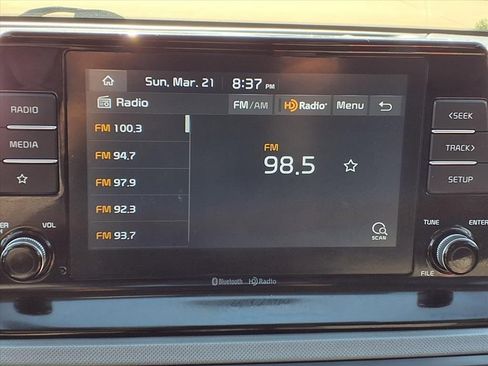 Sun, Mar. 21 8:37 PM
Radio FM/AM HD Radio Menu
FM 100.3
FM 94.7
FM 97.9
FM 92.3
FM 93.7
FM
98.5
SCAN
RADIO
MEDIA
VOL
<SEEK
TRACK>
SETUP
TUNE ENTER
FILE
Bluetooth HD Radio